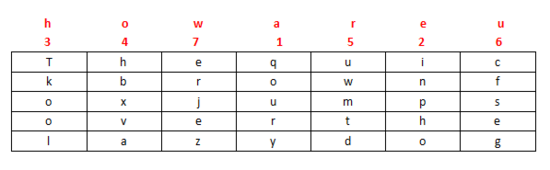 h o w a r e u
3 4 7 1 5 2 6
T h e q u i c
k b r o w n f
o x j u m p s
o v e r t h e
l a z y d o g